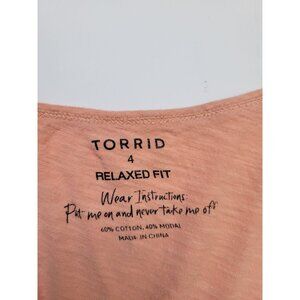 TORRID
4
RELAXED FIT
Wear Instructions:
Put me on and never take me off
60% COTTON, 40% MODAL
MADE IN CHINA